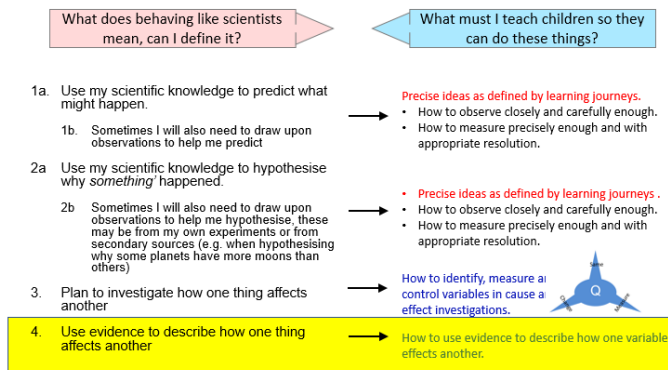 What does behaving like scientists
mean, can I define it?
What must I teach children so they
can do these things?
1a. Use my scientific knowledge to predict what
might happen.
1b. Sometimes I will also need to draw upon
observations to help me predict
Precise ideas as defined by learning journeys.
• How to observe closely and carefully enough.
• How to measure precisely enough and with
appropriate resolution.
2a Use my scientific knowledge to hypothesise
why something' happened.
2b Sometimes I will also need to draw upon
observations to help me hypothesise, these
may be from my own experiments or from
secondary sources (e.g. when hypothesising
why some planets have more moons than
others)
• Precise ideas as defined by learning journeys .
• How to observe closely and carefully enough.
• How to measure precisely enough and with
appropriate resolution.
3. Plan to investigate how one thing affects
another
How to identify, measure a
control variables in cause a
effect investigations.
Same
Q
Change
Measure
4. Use evidence to describe how one thing
affects another
How to use evidence to describe how one variable
effects another.